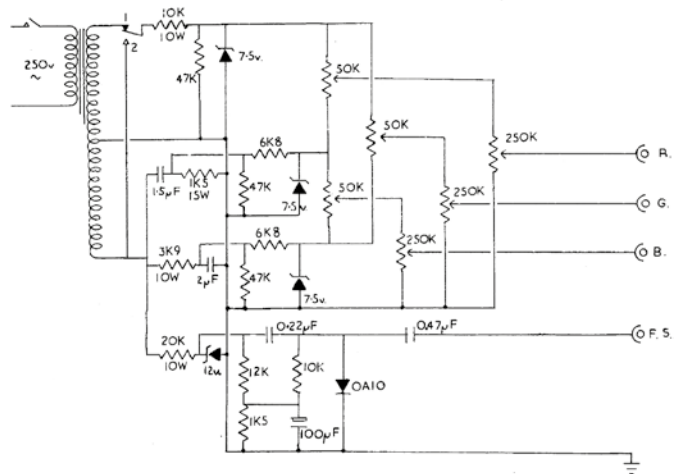 1
2
250v
~
10K
10W
47K
7·5v.
50K
50K
50K
250K
250K
250K
R.
G.
B.
F.S.
6K8
1·5µF
1K5
15W
47K
7·5v
6K8
3K9
10W
2µF
47K
7·5v.
20K
10W
12u
0·22µF
0·47µF
12K
10K
1K5
100µF
OA10